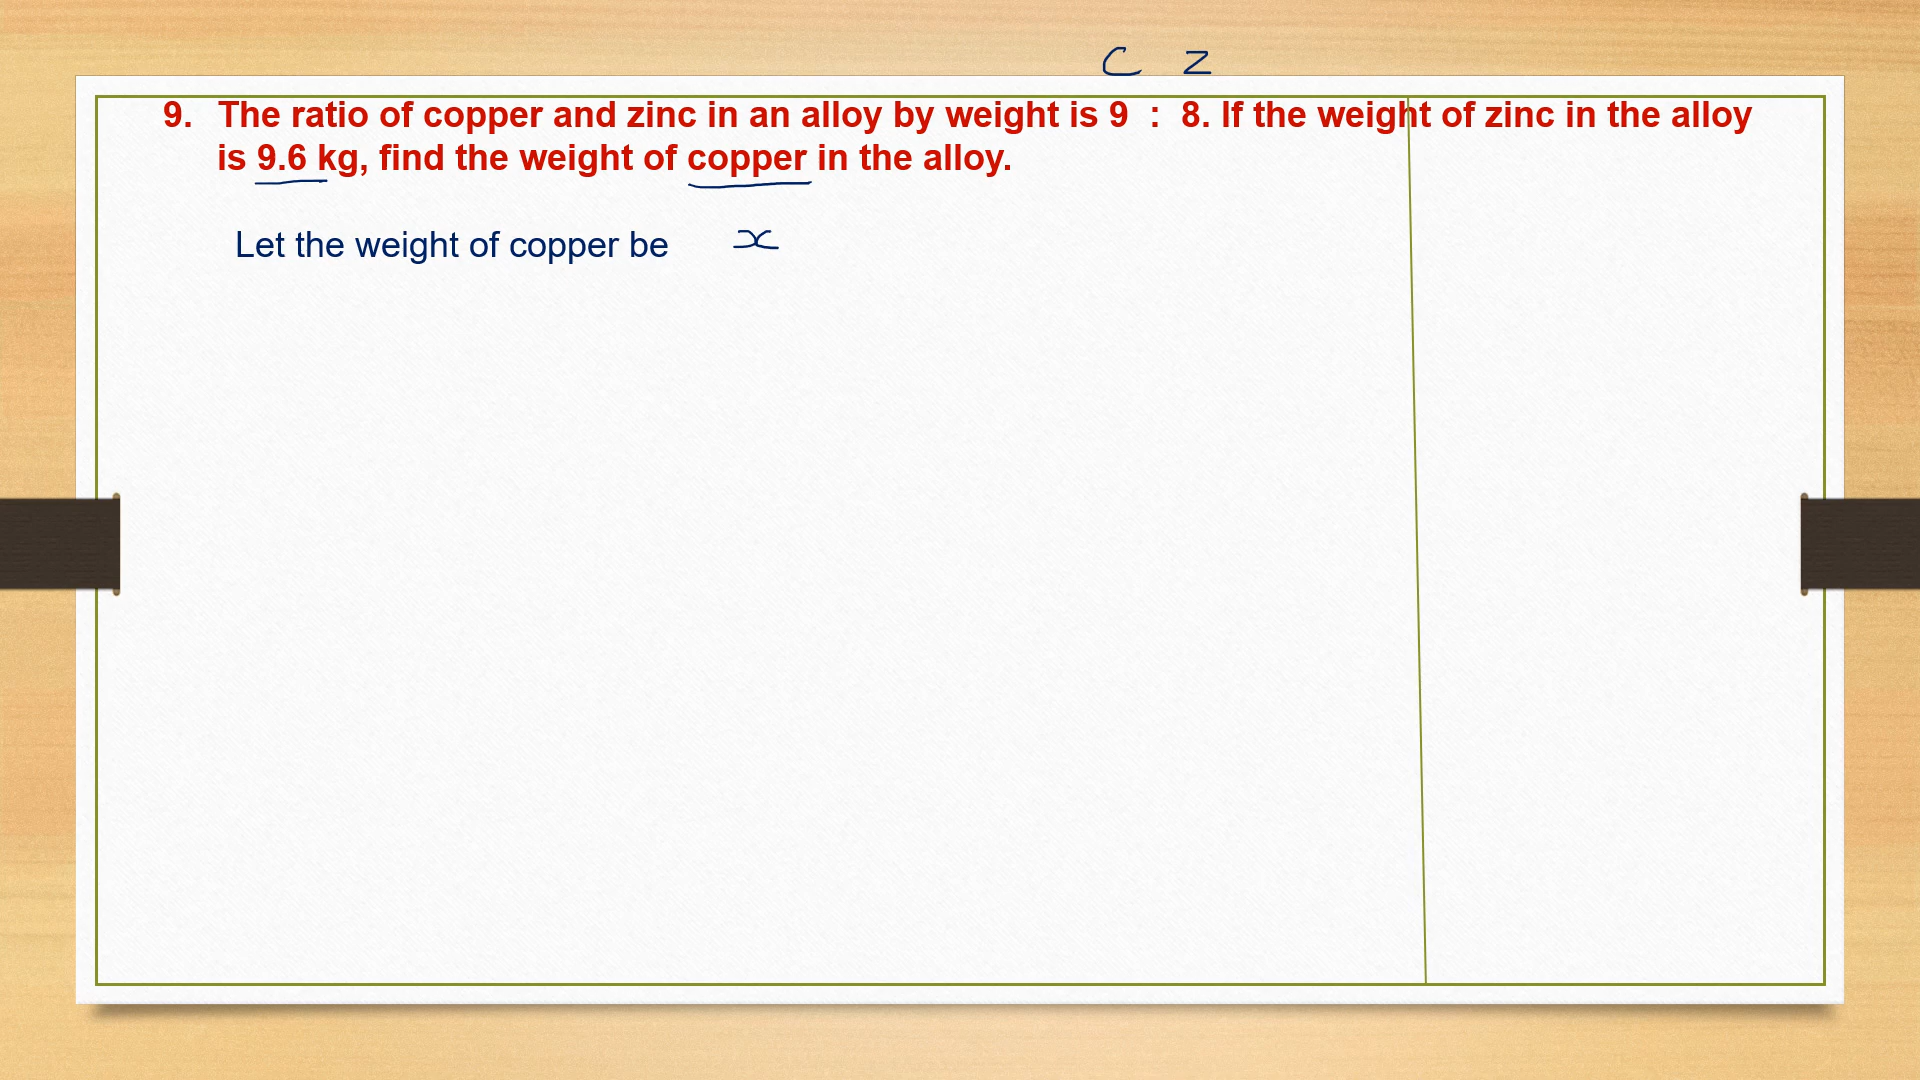 C z
9. The ratio of copper and zinc in an alloy by weight is 9 : 8. If the weight of zinc in the alloy
is 9.6 kg, find the weight of copper in the alloy.
Let the weight of copper be x